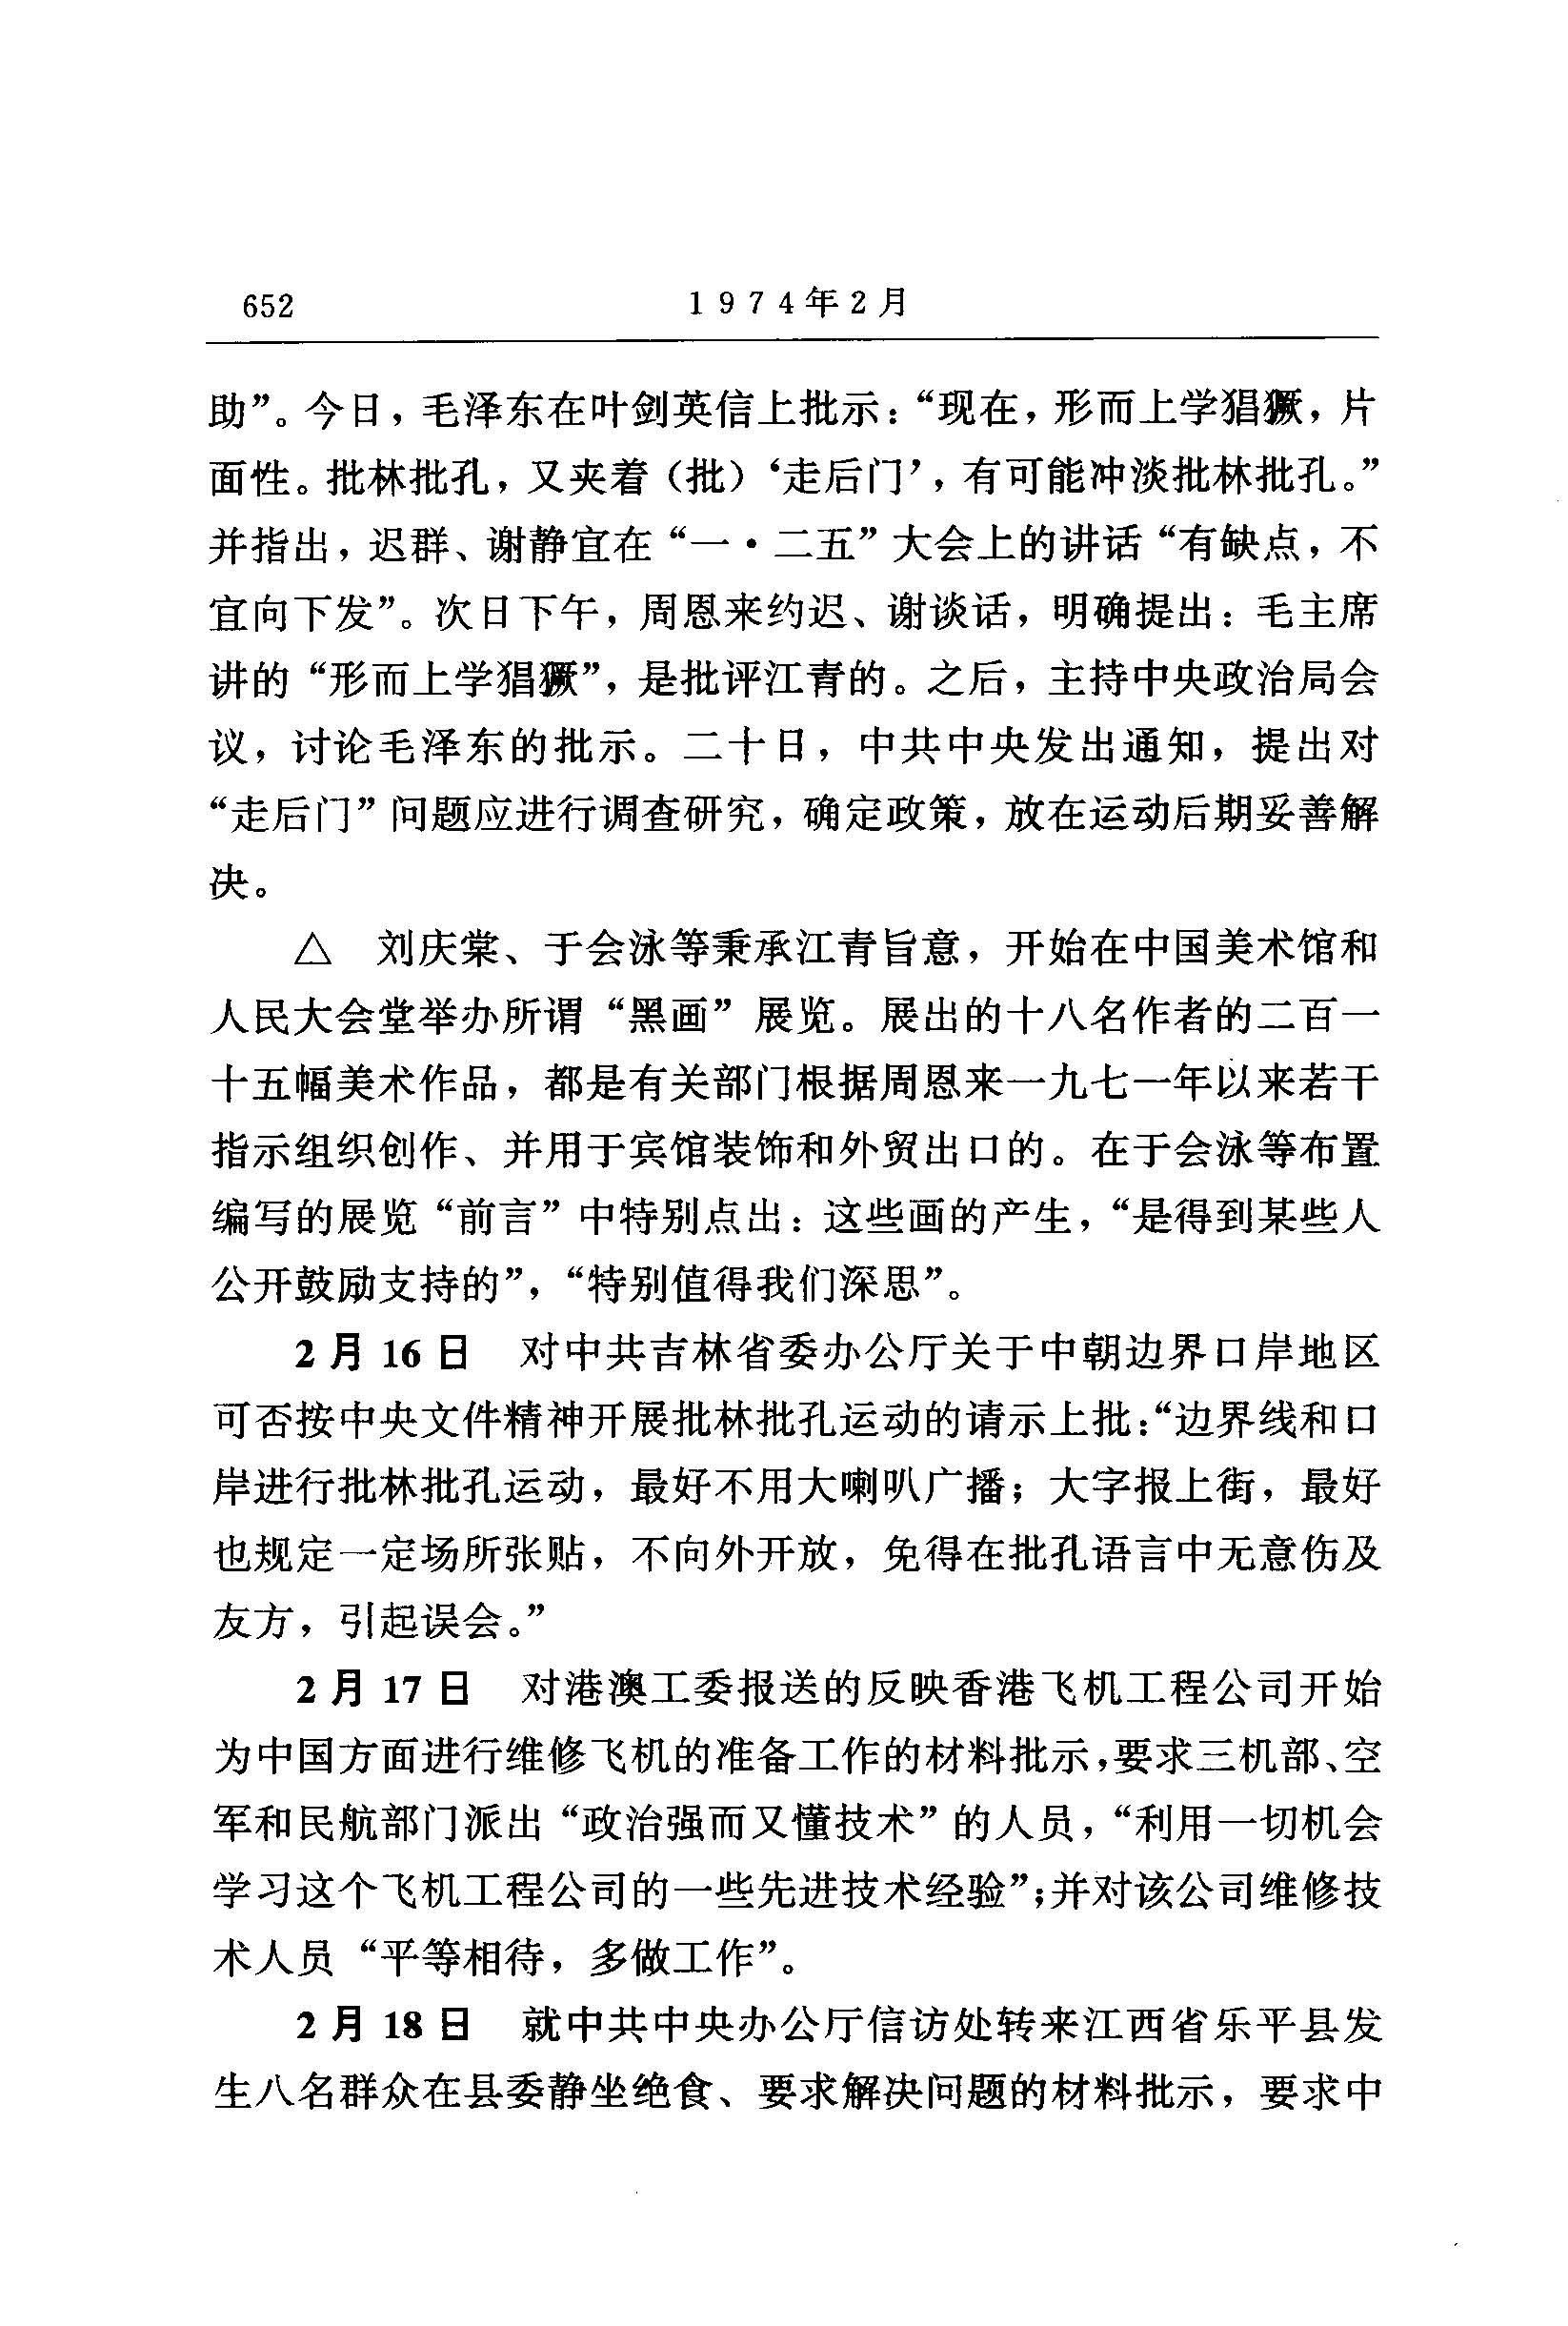 652
1974年2月
助”。今日，毛泽东在叶剑英信上批示：“现在，形而上学猖獗，片
面性。批林批孔，又夹着（批）‘走后门’，有可能冲淡批林批孔。”
并指出，迟群、谢静宜在“一·二五”大会上的讲话“有缺点，不
宜向下发”。次日下午，周恩来约迟、谢谈话，明确提出：毛主席
讲的“形而上学猖獗”，是批评江青的。之后，主持中央政治局会
议，讨论毛泽东的批示。二十日，中共中央发出通知，提出对
“走后门”问题应进行调查研究，确定政策，放在运动后期妥善解
决。
△　刘庆棠、于会泳等秉承江青旨意，开始在中国美术馆和
人民大会堂举办所谓“黑画”展览。展出的十八名作者的二百一
十五幅美术作品，都是有关部门根据周恩来一九七一年以来若干
指示组织创作、并用于宾馆装饰和外贸出口的。在于会泳等布置
编写的展览“前言”中特别点出：这些画的产生，“是得到某些人
公开鼓励支持的”，“特别值得我们深思”。
2月16日　对中共吉林省委办公厅关于中朝边界口岸地区
可否按中央文件精神开展批林批孔运动的请示上批：“边界线和口
岸进行批林批孔运动，最好不用大喇叭广播；大字报上街，最好
也规定一定场所张贴，不向外开放，免得在批孔语言中无意伤及
友方，引起误会。”
2月17日　对港澳工委报送的反映香港飞机工程公司开始
为中国方面进行维修飞机的准备工作的材料批示，要求三机部、空
军和民航部门派出“政治强而又懂技术”的人员，“利用一切机会
学习这个飞机工程公司的一些先进技术经验”；并对该公司维修技
术人员“平等相待，多做工作”。
2月18日　就中共中央办公厅信访处转来江西省乐平县发
生八名群众在县委静坐绝食、要求解决问题的材料批示，要求中